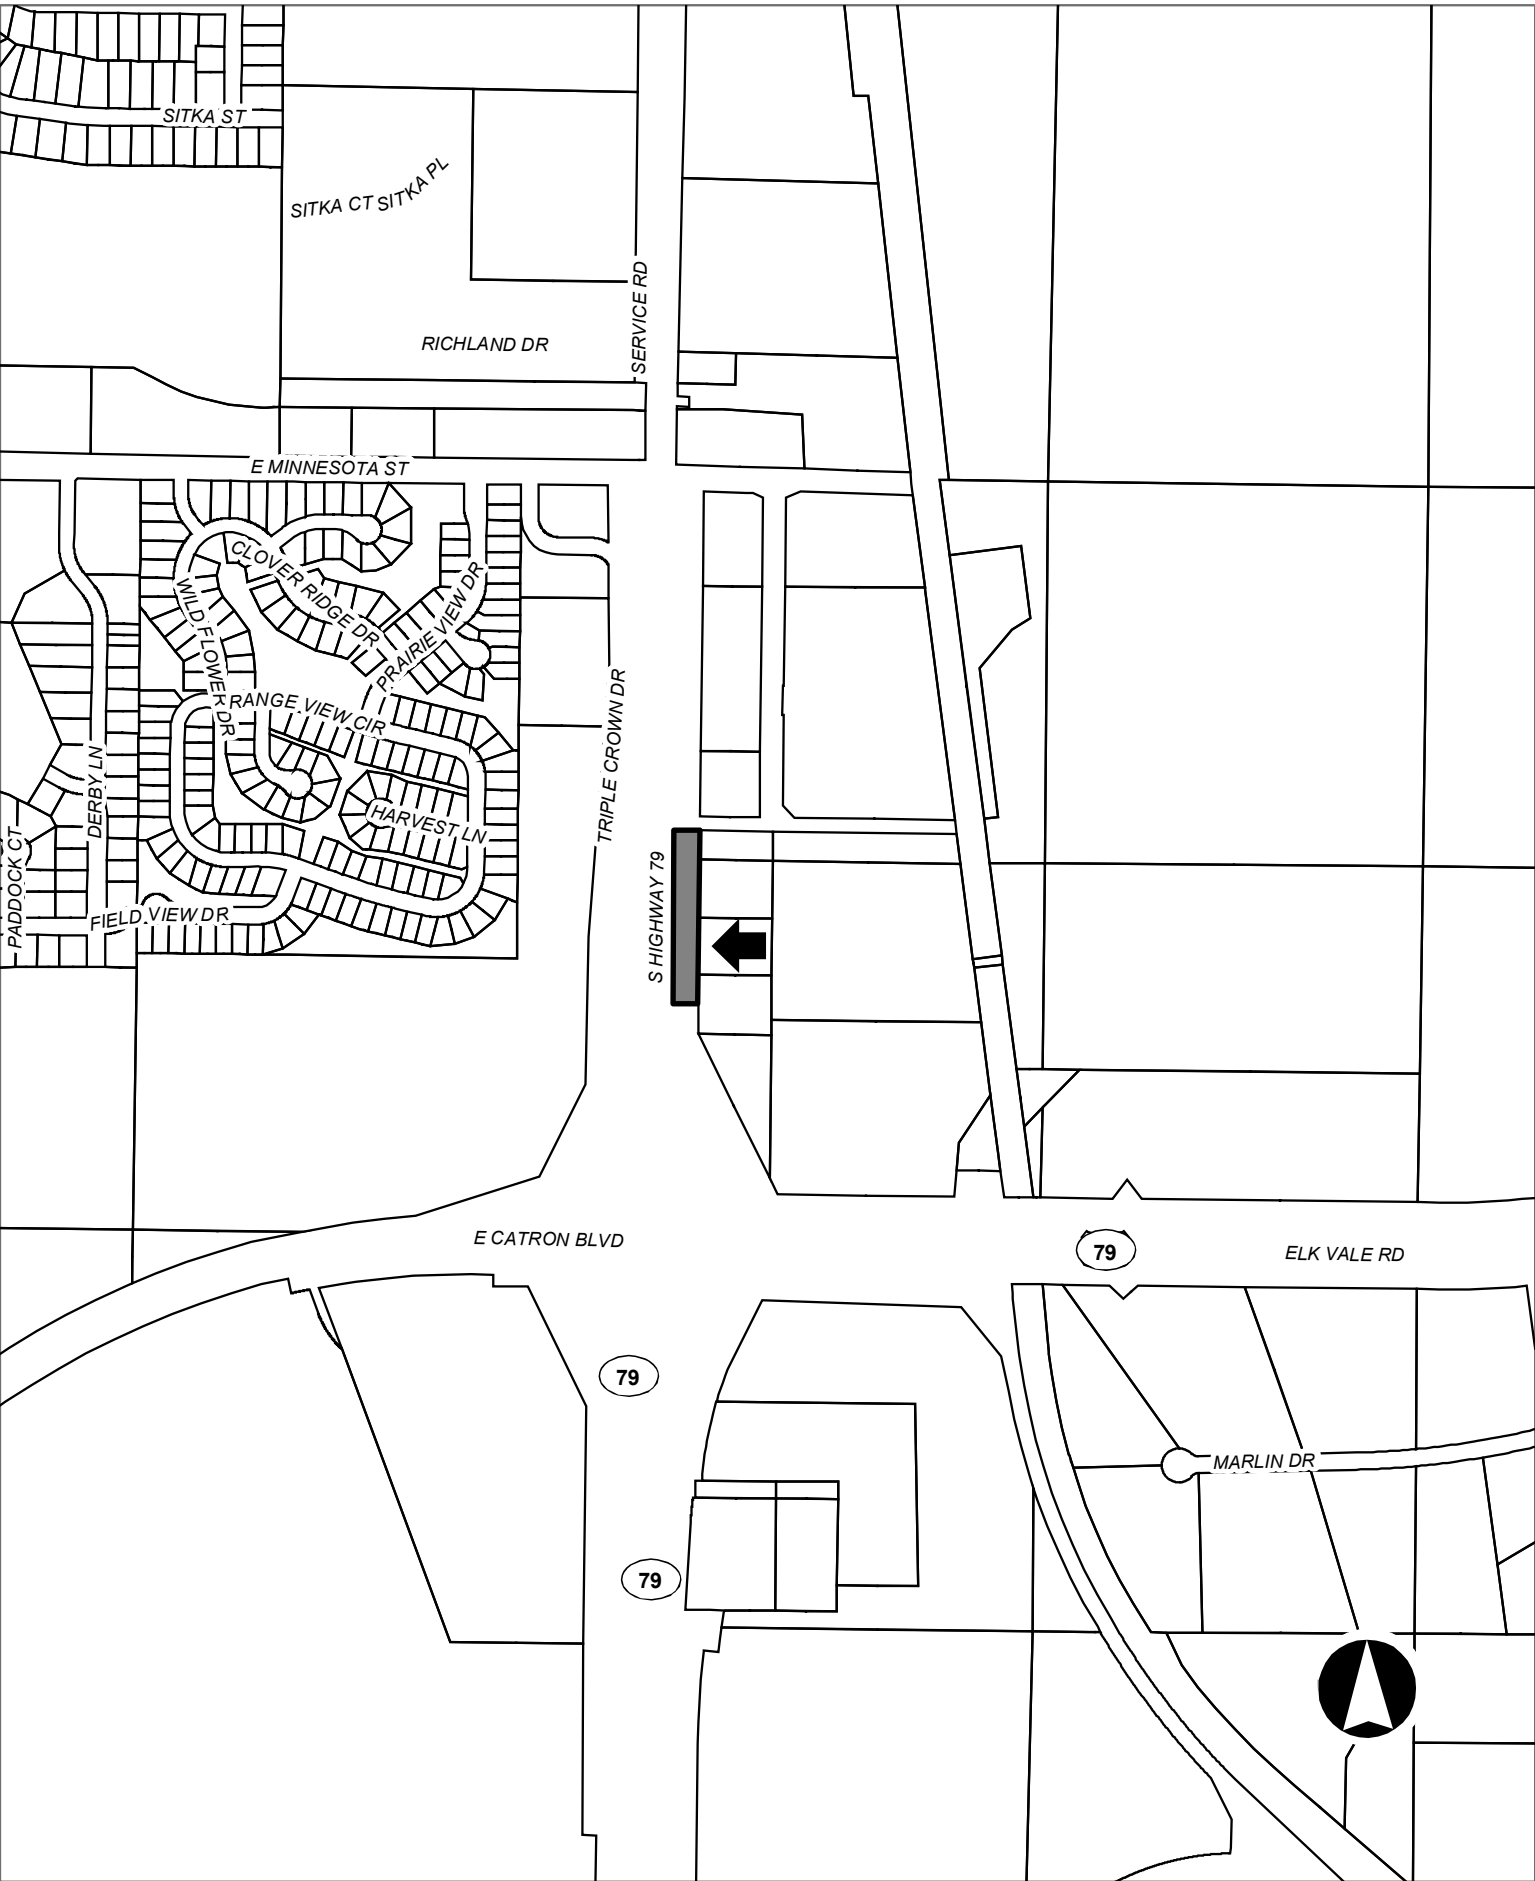 SITKA ST
SITKA CT
SITKA PL
SERVICE RD
RICHLAND DR
E MINNESOTA ST
CLOVER RIDGE DR
WILD FLOWER DR
PRAIRIE VIEW DR
RANGE VIEW CIR
TRIPLE CROWN DR
DERBY LN
HARVEST LN
PADDOCK CT
FIELD VIEW DR
S HIGHWAY 79
E CATRON BLVD
79
ELK VALE RD
79
MARLIN DR
79